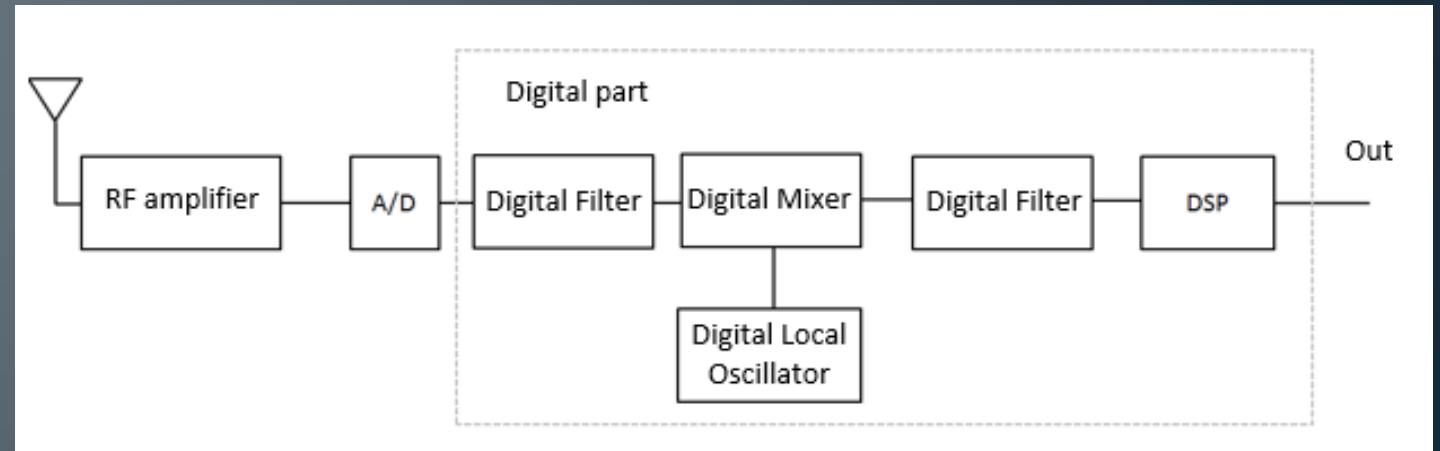 Digital part
Out
RF amplifier
A/D
Digital Filter
Digital Mixer
Digital Filter
DSP
Digital Local
Oscillator